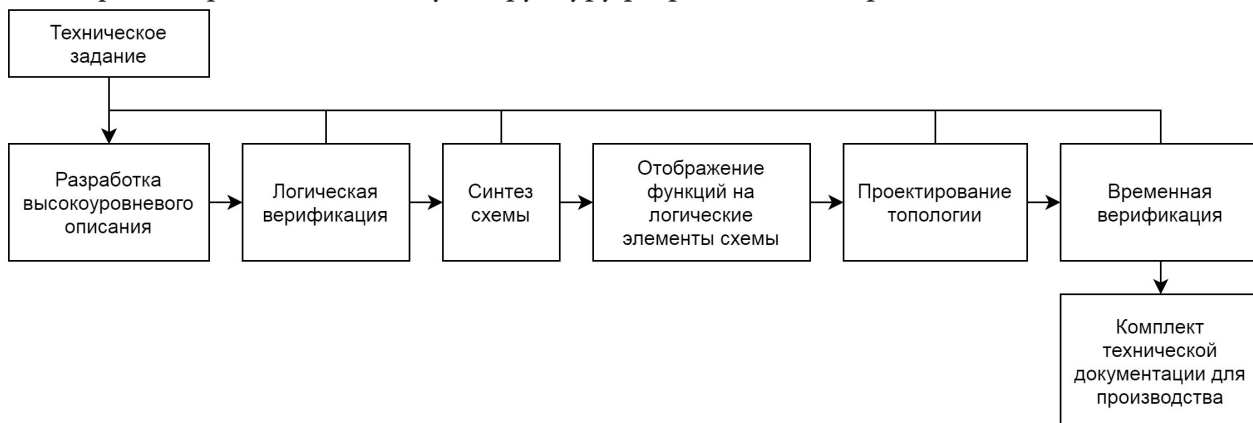 Техническое
задание
Разработка
высокоуровневого
описания
Логическая
верификация
Синтез
схемы
Отображение
функций на
логические
элементы схемы
Проектирование
топологии
Временная
верификация
Комплект
технической
документации для
производства